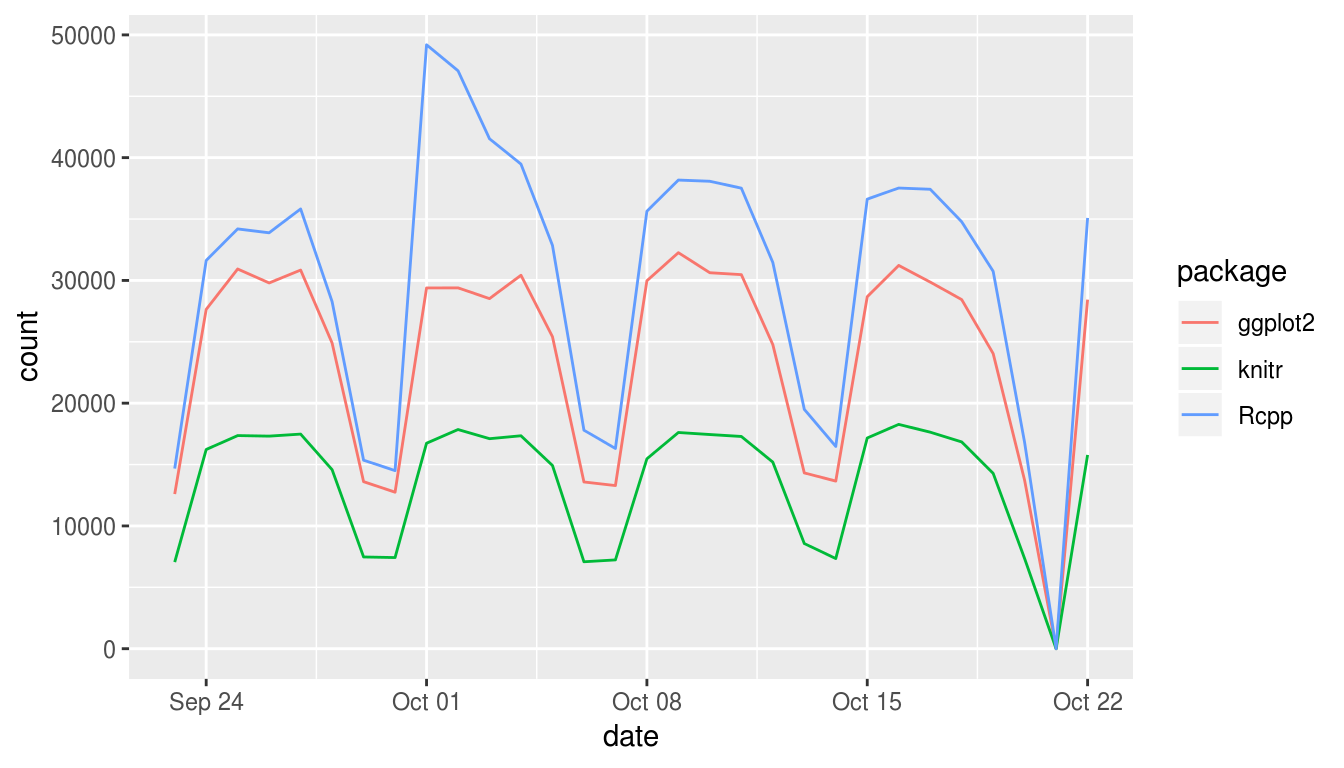 50000
40000
30000
20000
10000
0
count
Sep 24
Oct 01
Oct 08
Oct 15
Oct 22
date
package
ggplot2
knitr
Rcpp